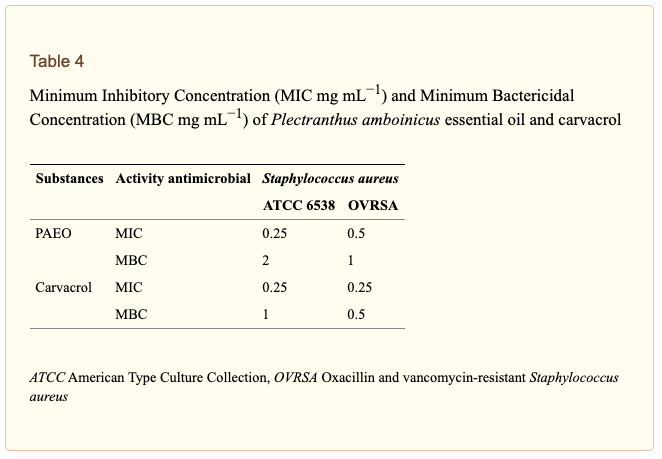 Table 4
Minimum Inhibitory Concentration (MIC mg mL⁻¹) and Minimum Bactericidal
Concentration (MBC mg mL⁻¹) of Plectranthus amboinicus essential oil and carvacrol
Substances Activity antimicrobial Staphylococcus aureus
ATCC 6538 OVRSA
PAEO MIC 0.25 0.5
MBC 2 1
Carvacrol MIC 0.25 0.25
MBC 1 0.5
ATCC American Type Culture Collection, OVRSA Oxacillin and vancomycin-resistant Staphylococcus
aureus